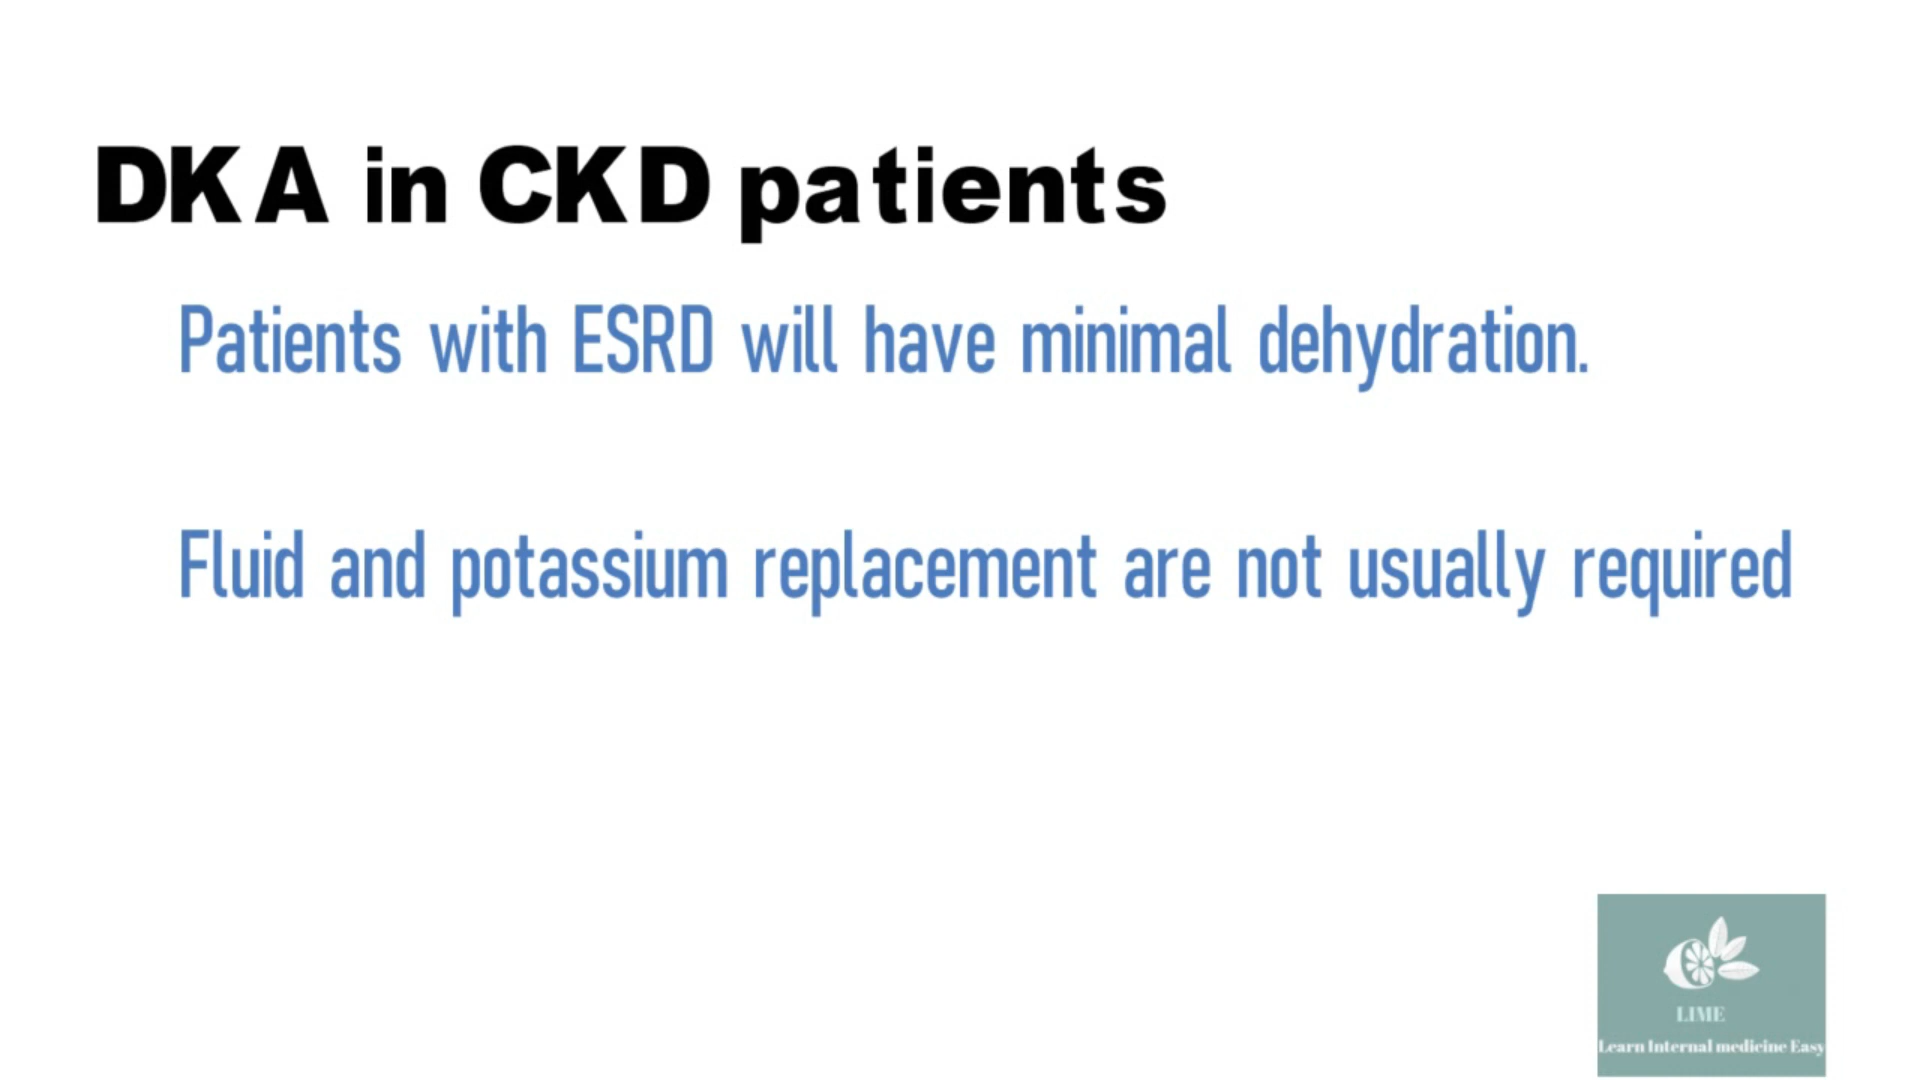 DKA in CKD patients
Patients with ESRD will have minimal dehydration.
Fluid and potassium replacement are not usually required
LIME
Learn Internal medicine Easy